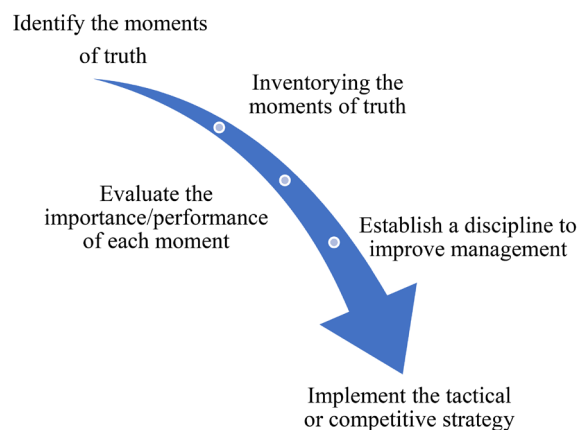 Identify the moments
of truth
Inventorying the
moments of truth
Evaluate the
importance/performance
of each moment
Establish a discipline to
improve management
Implement the tactical
or competitive strategy